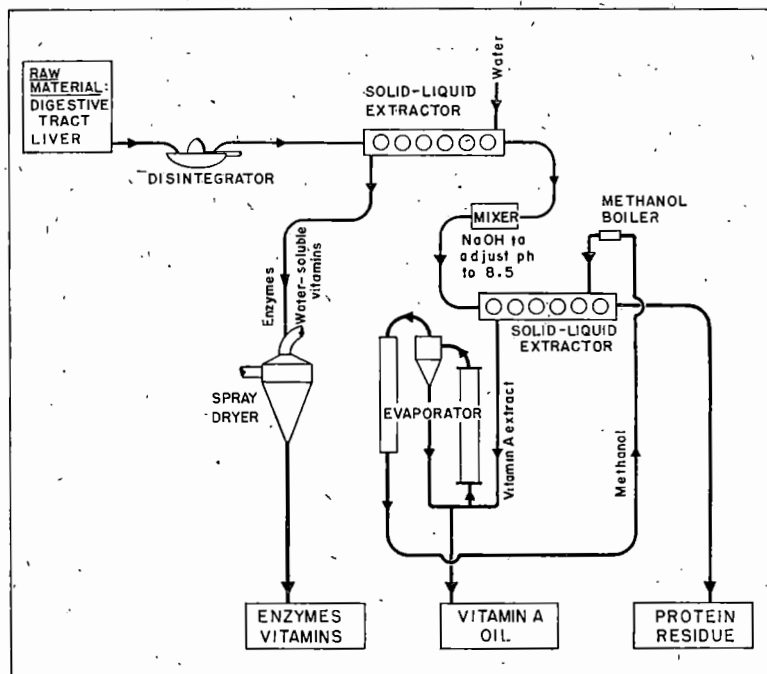 RAW
MATERIAL:
DIGESTIVE
TRACT
LIVER
DISINTEGRATOR
SOLID-LIQUID
EXTRACTOR
Water
MIXER
NaOH ta
adjust ph
to 8.5
METHANOL
BOILER
SOLID-LIQUID
EXTRACTOR
Enzymes
Water-soluble
vitamins
SPRAY
DRYER
EVAPORATOR
Vitamin A extract
Methanol
ENZYMES
VITAMINS
VITAMIN A
OIL
PROTEIN
RESIDUE